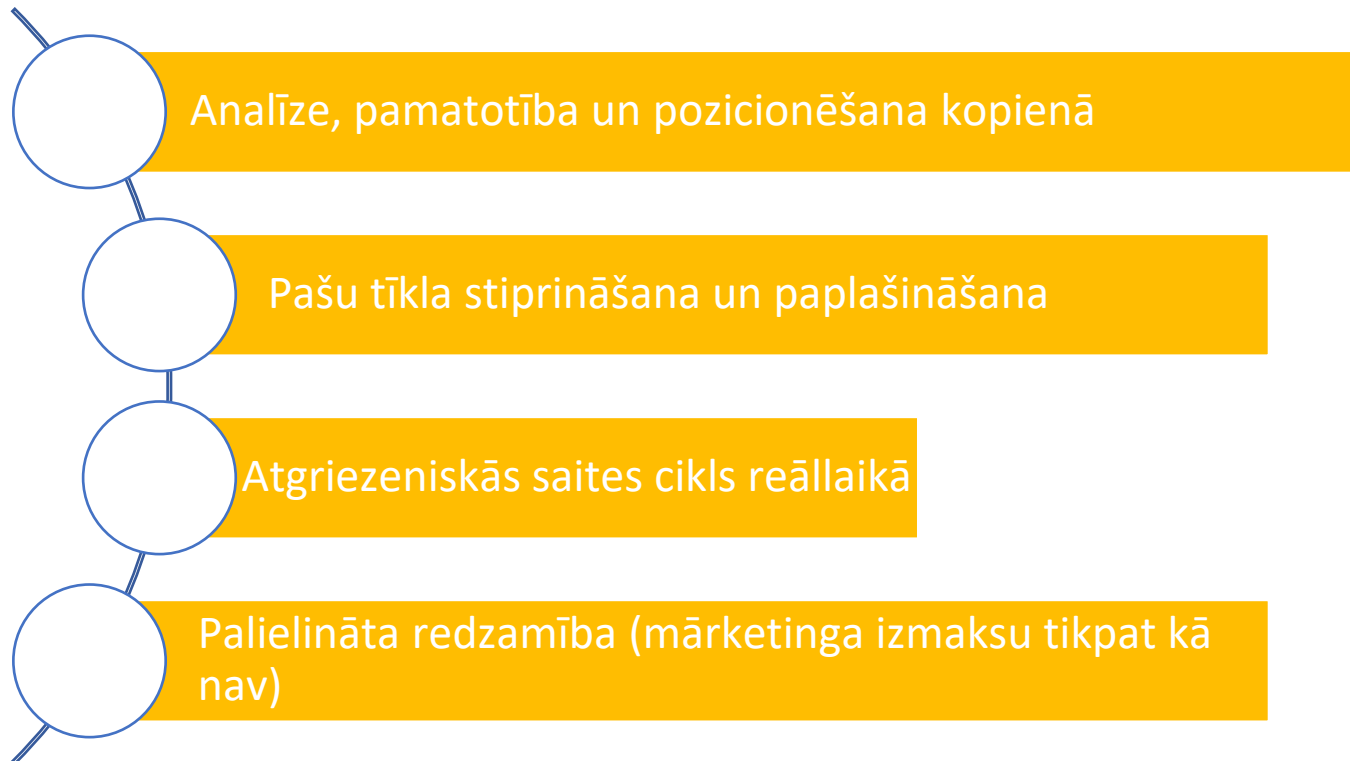 Analīze, pamatotība un pozicionēšana kopienā
Pašu tīkla stiprināšana un paplašināšana
Atgriezeniskās saites cikls reāllaikā
Palielināta redzamība (mārketinga izmaksu tikpat kā
nav)